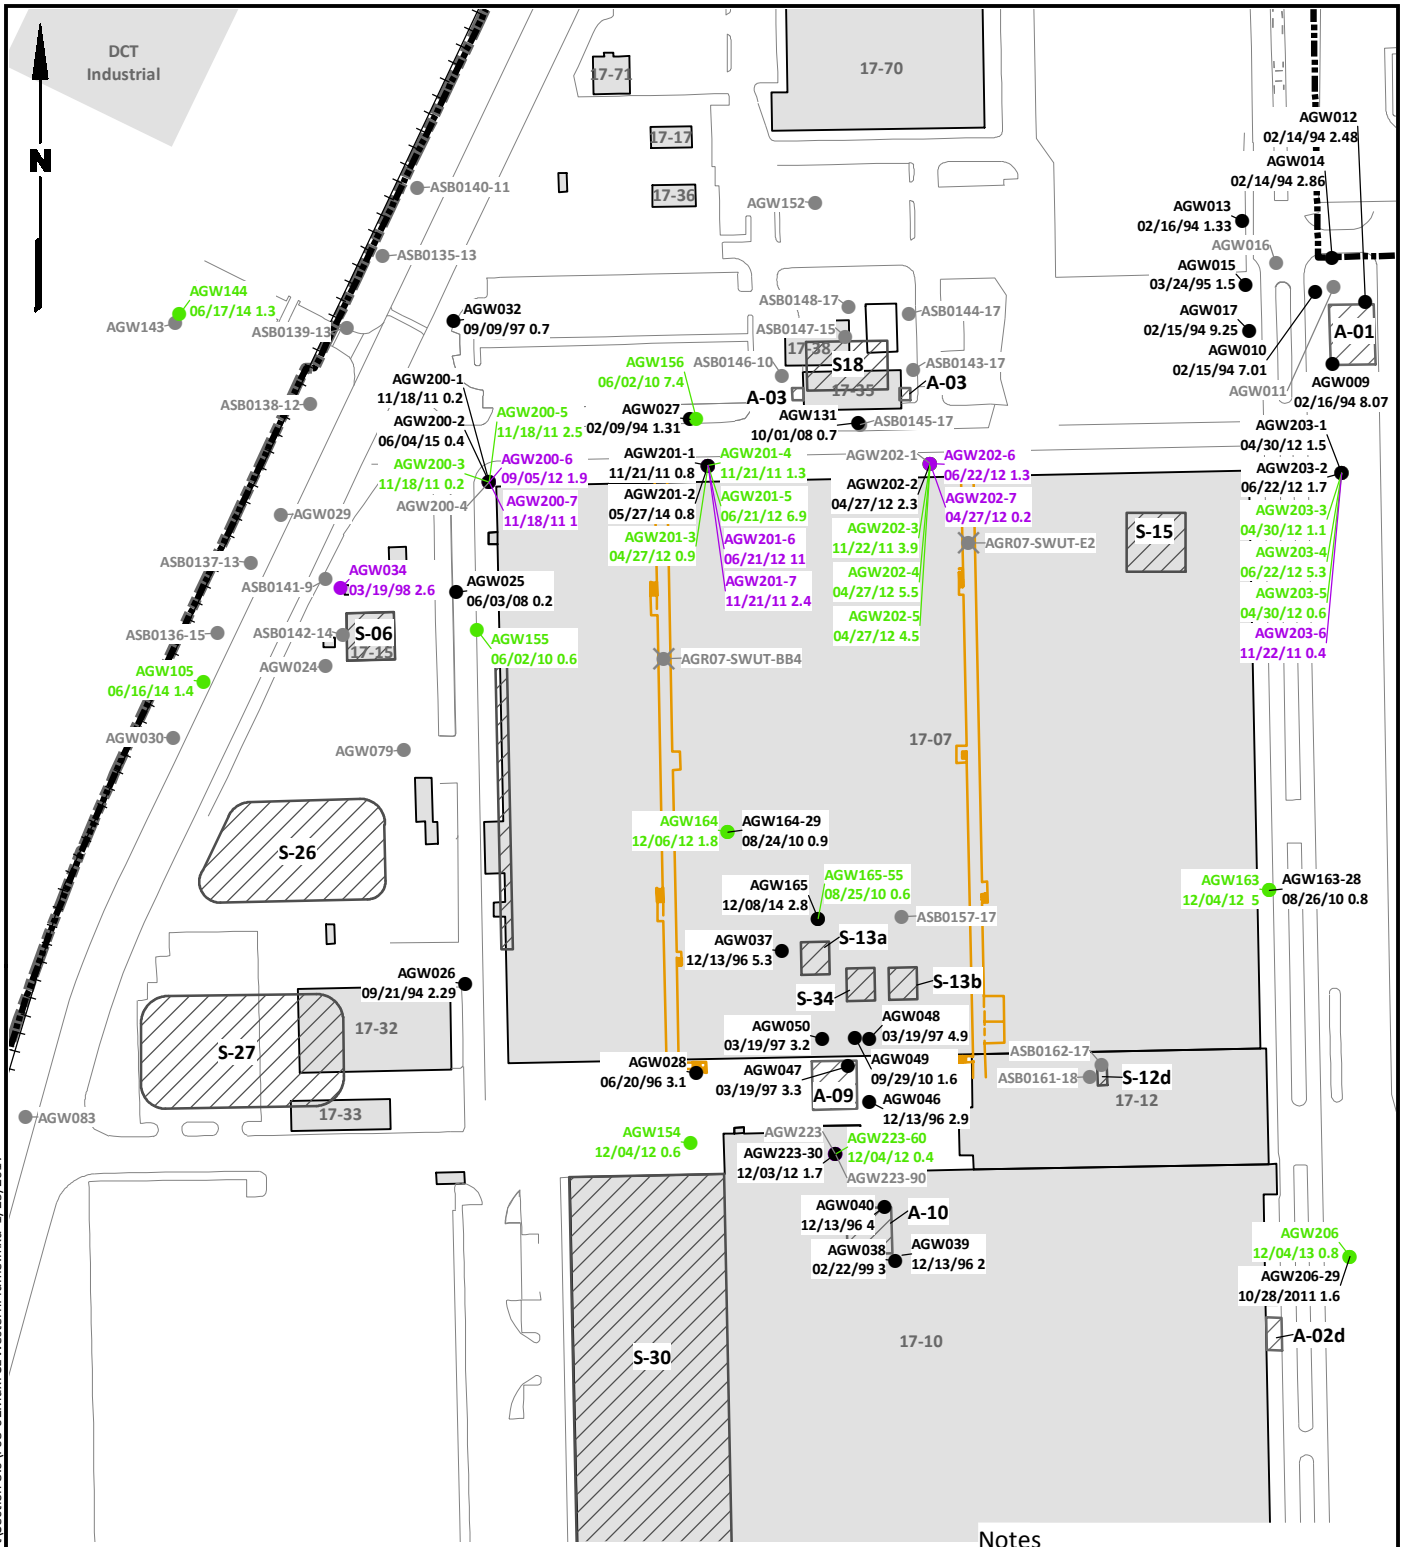 DCT
Industrial
17-71
17-70
17-17
17-36
N
AGW012
02/14/94 2.48
AGW014
02/14/94 2.86
AGW013
02/16/94 1.33
AGW016
AGW015
03/24/95 1.5
AGW017
02/15/94 9.25
AGW010
02/15/94 7.01
AGW011
A-01
AGW009
02/16/94 8.07
ASB0140-11
AGW152
ASB0135-13
AGW144
06/17/14 1.3
AGW143
ASB0139-13
AGW032
09/09/97 0.7
ASB0148-17
ASB0144-17
ASB0147-15
17-38
S18
ASB0146-10
ASB0143-17
17-35
A-03
A-03
AGW156
06/02/10 7.4
AGW027
02/09/94 1.31
AGW131
10/01/08 0.7
ASB0145-17
ASB0138-12
AGW200-1
11/18/11 0.2
AGW200-2
06/04/15 0.4
AGW200-3
11/18/11 0.2
AGW200-4
AGW200-5
11/18/11 2.5
AGW200-6
09/05/12 1.9
AGW200-7
11/18/11 1
AGW201-1
11/21/11 0.8
AGW201-2
05/27/14 0.8
AGW201-3
04/27/12 0.9
AGW201-4
11/21/11 1.3
AGW201-5
06/21/12 6.9
AGW201-6
06/21/12 11
AGW201-7
11/21/11 2.4
AGW202-1
AGW202-2
04/27/12 2.3
AGW202-3
11/22/11 3.9
AGW202-4
04/27/12 5.5
AGW202-5
04/27/12 4.5
AGW202-6
06/22/12 1.3
AGW202-7
04/27/12 0.2
AGW203-1
04/30/12 1.5
AGW203-2
06/22/12 1.7
AGW203-3
04/30/12 1.1
AGW203-4
06/22/12 5.3
AGW203-5
04/30/12 0.6
AGW203-6
11/22/11 0.4
AGW029
ASB0137-13
ASB0141-9
AGW034
03/19/98 2.6
AGW025
06/03/08 0.2
AGR07-SWUT-E2
S-15
ASB0136-15
ASB0142-14
S-06
17-15
AGW024
AGW155
06/02/10 0.6
AGR07-SWUT-BB4
AGW105
06/16/14 1.4
AGW030
AGW079
17-07
S-26
AGW164
12/06/12 1.8
AGW164-29
08/24/10 0.9
AGW165
12/08/14 2.8
AGW165-55
08/25/10 0.6
ASB0157-17
AGW163
12/04/12 5
AGW163-28
08/26/10 0.8
AGW037
12/13/96 5.3
S-13a
S-34
S-13b
AGW026
09/21/94 2.29
17-32
S-27
AGW050
03/19/97 3.2
AGW048
03/19/97 4.9
AGW028
06/20/96 3.1
AGW047
03/19/97 3.3
AGW049
09/29/10 1.6
A-09
AGW046
12/13/96 2.9
ASB0162-17
ASB0161-18
S-12d
17-12
17-33
AGW083
AGW154
12/04/12 0.6
AGW223
AGW223-30
12/03/12 1.7
AGW223-60
12/04/12 0.4
AGW223-90
AGW040
12/13/96 4
A-10
AGW038
02/22/99 3
AGW039
12/13/96 2
AGW206
12/04/13 0.8
AGW206-29
10/28/2011 1.6
A-02d
S-30
17-10
Notes